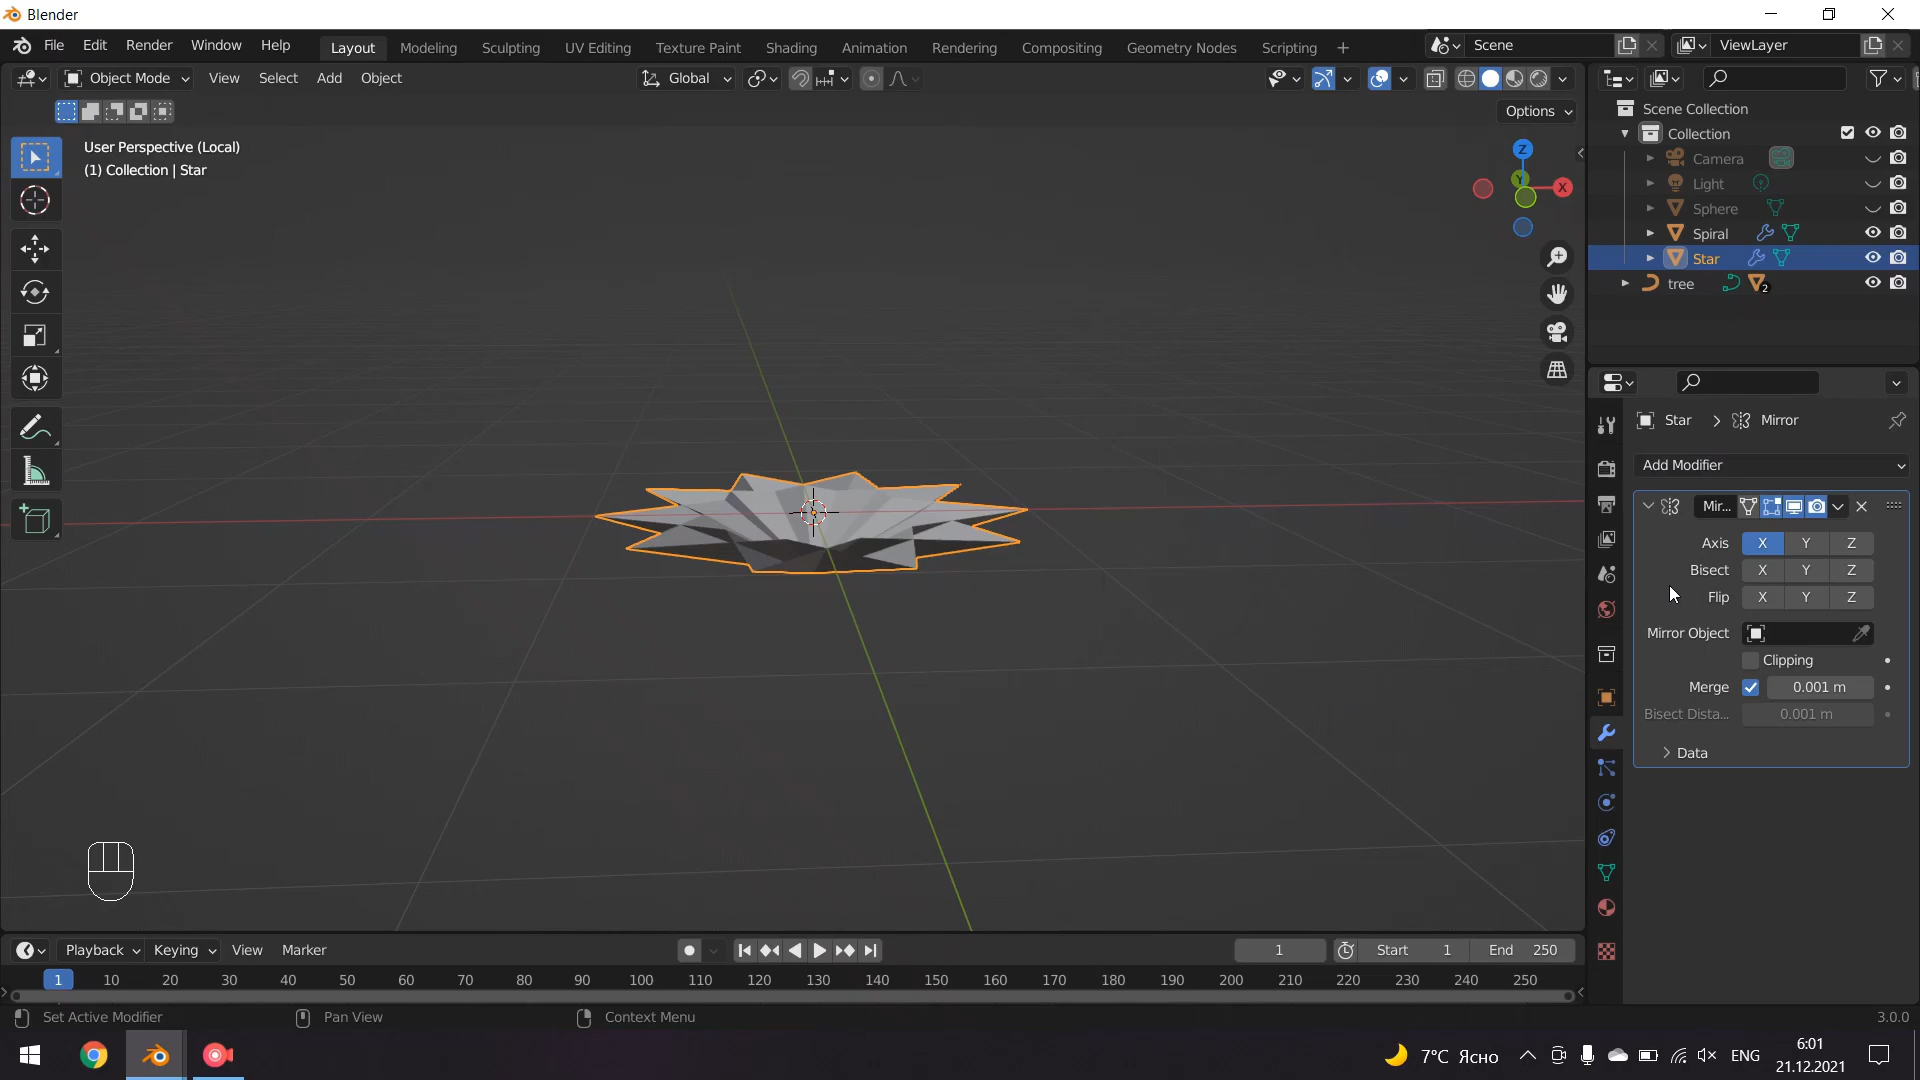 Blender
File Edit Render Window Help Layout Modeling Sculpting UV Editing Texture Paint Shading Animation Rendering Compositing Geometry Nodes Scripting + Scene ViewLayer
Object Mode View Select Add Object Global
Options
User Perspective (Local)
(1) Collection | Star
Z
Y
X
Scene Collection
Collection
Camera
Light
Sphere
Spiral
Star
tree 2
Star > Mirror
Add Modifier
Mir...
Axis X Y Z
Bisect X Y Z
Flip X Y Z
Mirror Object
Clipping
Merge 0.001 m
Bisect Dista... 0.001 m
Data
Playback Keying View Marker 1 Start 1 End 250
1 10 20 30 40 50 60 70 80 90 100 110 120 130 140 150 160 170 180 190 200 210 220 230 240 250
Set Active Modifier Pan View Context Menu 3.0.0
7°C Ясно ENG 6:01
21.12.2021